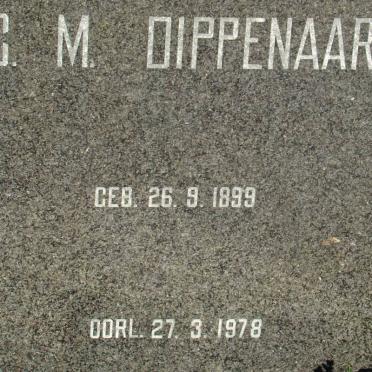 M. DIPPENAAR
GEB. 26. 9. 1899
OORL. 27. 3. 1978